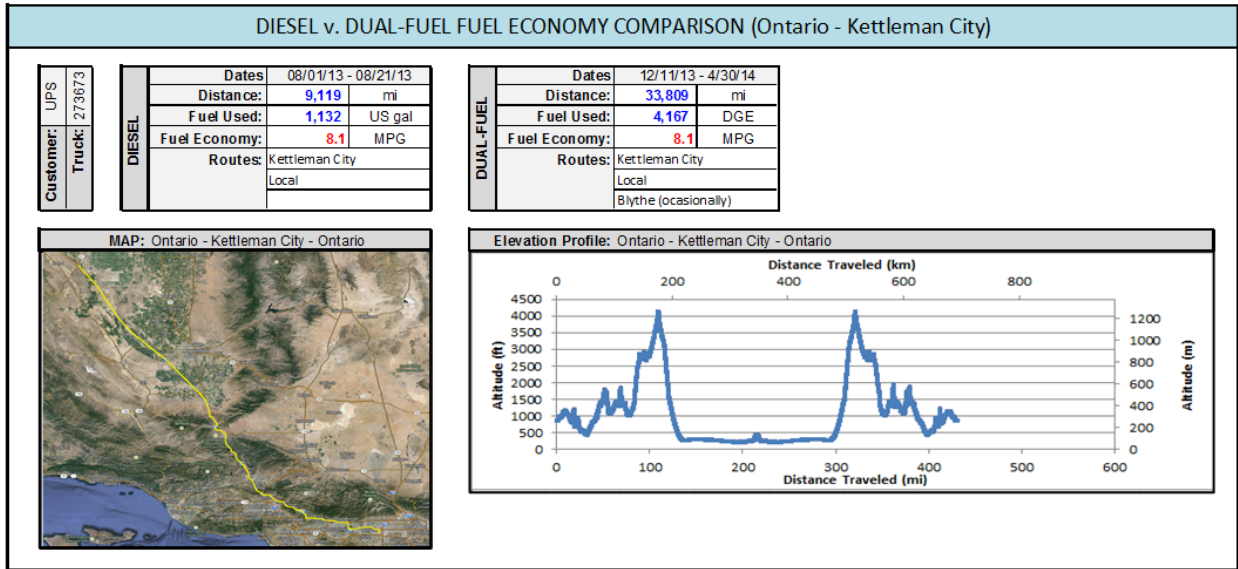 DIESEL v. DUAL-FUEL FUEL ECONOMY COMPARISON (Ontario - Kettleman City)
Customer: UPS
Truck: 273673
DIESEL
Dates 08/01/13 - 08/21/13
Distance: 9,119 mi
Fuel Used: 1,132 US gal
Fuel Economy: 8.1 MPG
Routes: Kettleman City
Local
DUAL-FUEL
Dates 12/11/13 - 4/30/14
Distance: 33,809 mi
Fuel Used: 4,167 DGE
Fuel Economy: 8.1 MPG
Routes: Kettleman City
Local
Blythe (ocasionally)
MAP: Ontario - Kettleman City - Ontario
Elevation Profile: Ontario - Kettleman City - Ontario
Distance Traveled (km)
0 200 400 600 800
Altitude (ft)
4500
4000
3500
3000
2500
2000
1500
1000
500
0
1200
1000
800
600
400
200
0
Altitude (m)
0 100 200 300 400 500 600
Distance Traveled (mi)